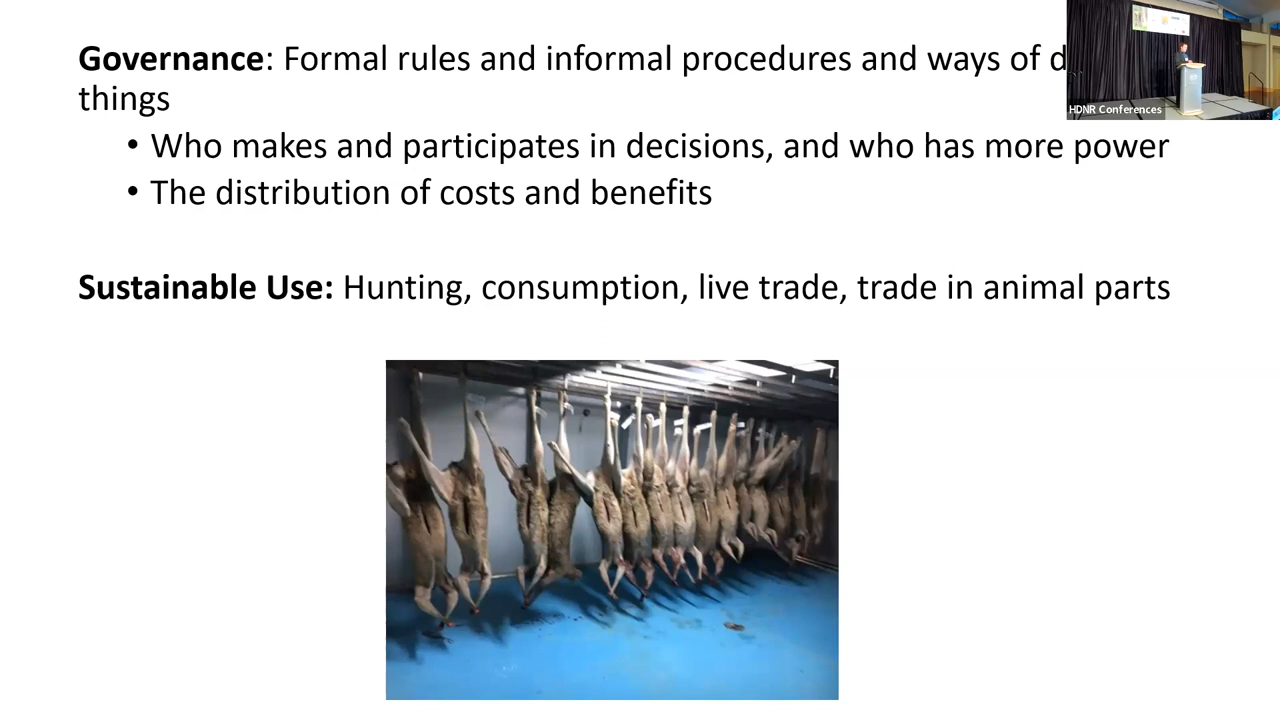 Governance: Formal rules and informal procedures and ways of
things
• Who makes and participates in decisions, and who has more power
• The distribution of costs and benefits
Sustainable Use: Hunting, consumption, live trade, trade in animal parts
HDNR Conferences